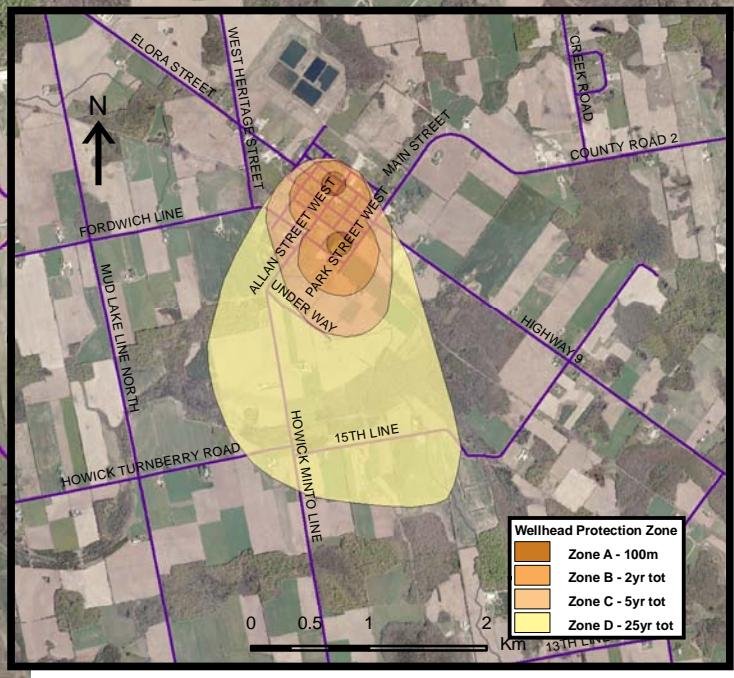 ELORA STREET
WEST HERITAGE STREET
CREEK ROAD
N
MAIN STREET
COUNTY ROAD 2
FORDWICH LINE
ALLAN STREET WEST
PARK STREET WEST
UNDER WAY
MUD LAKE LINE NORTH
HIGHWAY 9
HOWICK MINTO LINE
15TH LINE
HOWICK TURNBERRY ROAD
Wellhead Protection Zone
Zone A - 100m
Zone B - 2yr tot
Zone C - 5yr tot
Zone D - 25yr tot
0 0.5 1 2
Km
13TH LINE